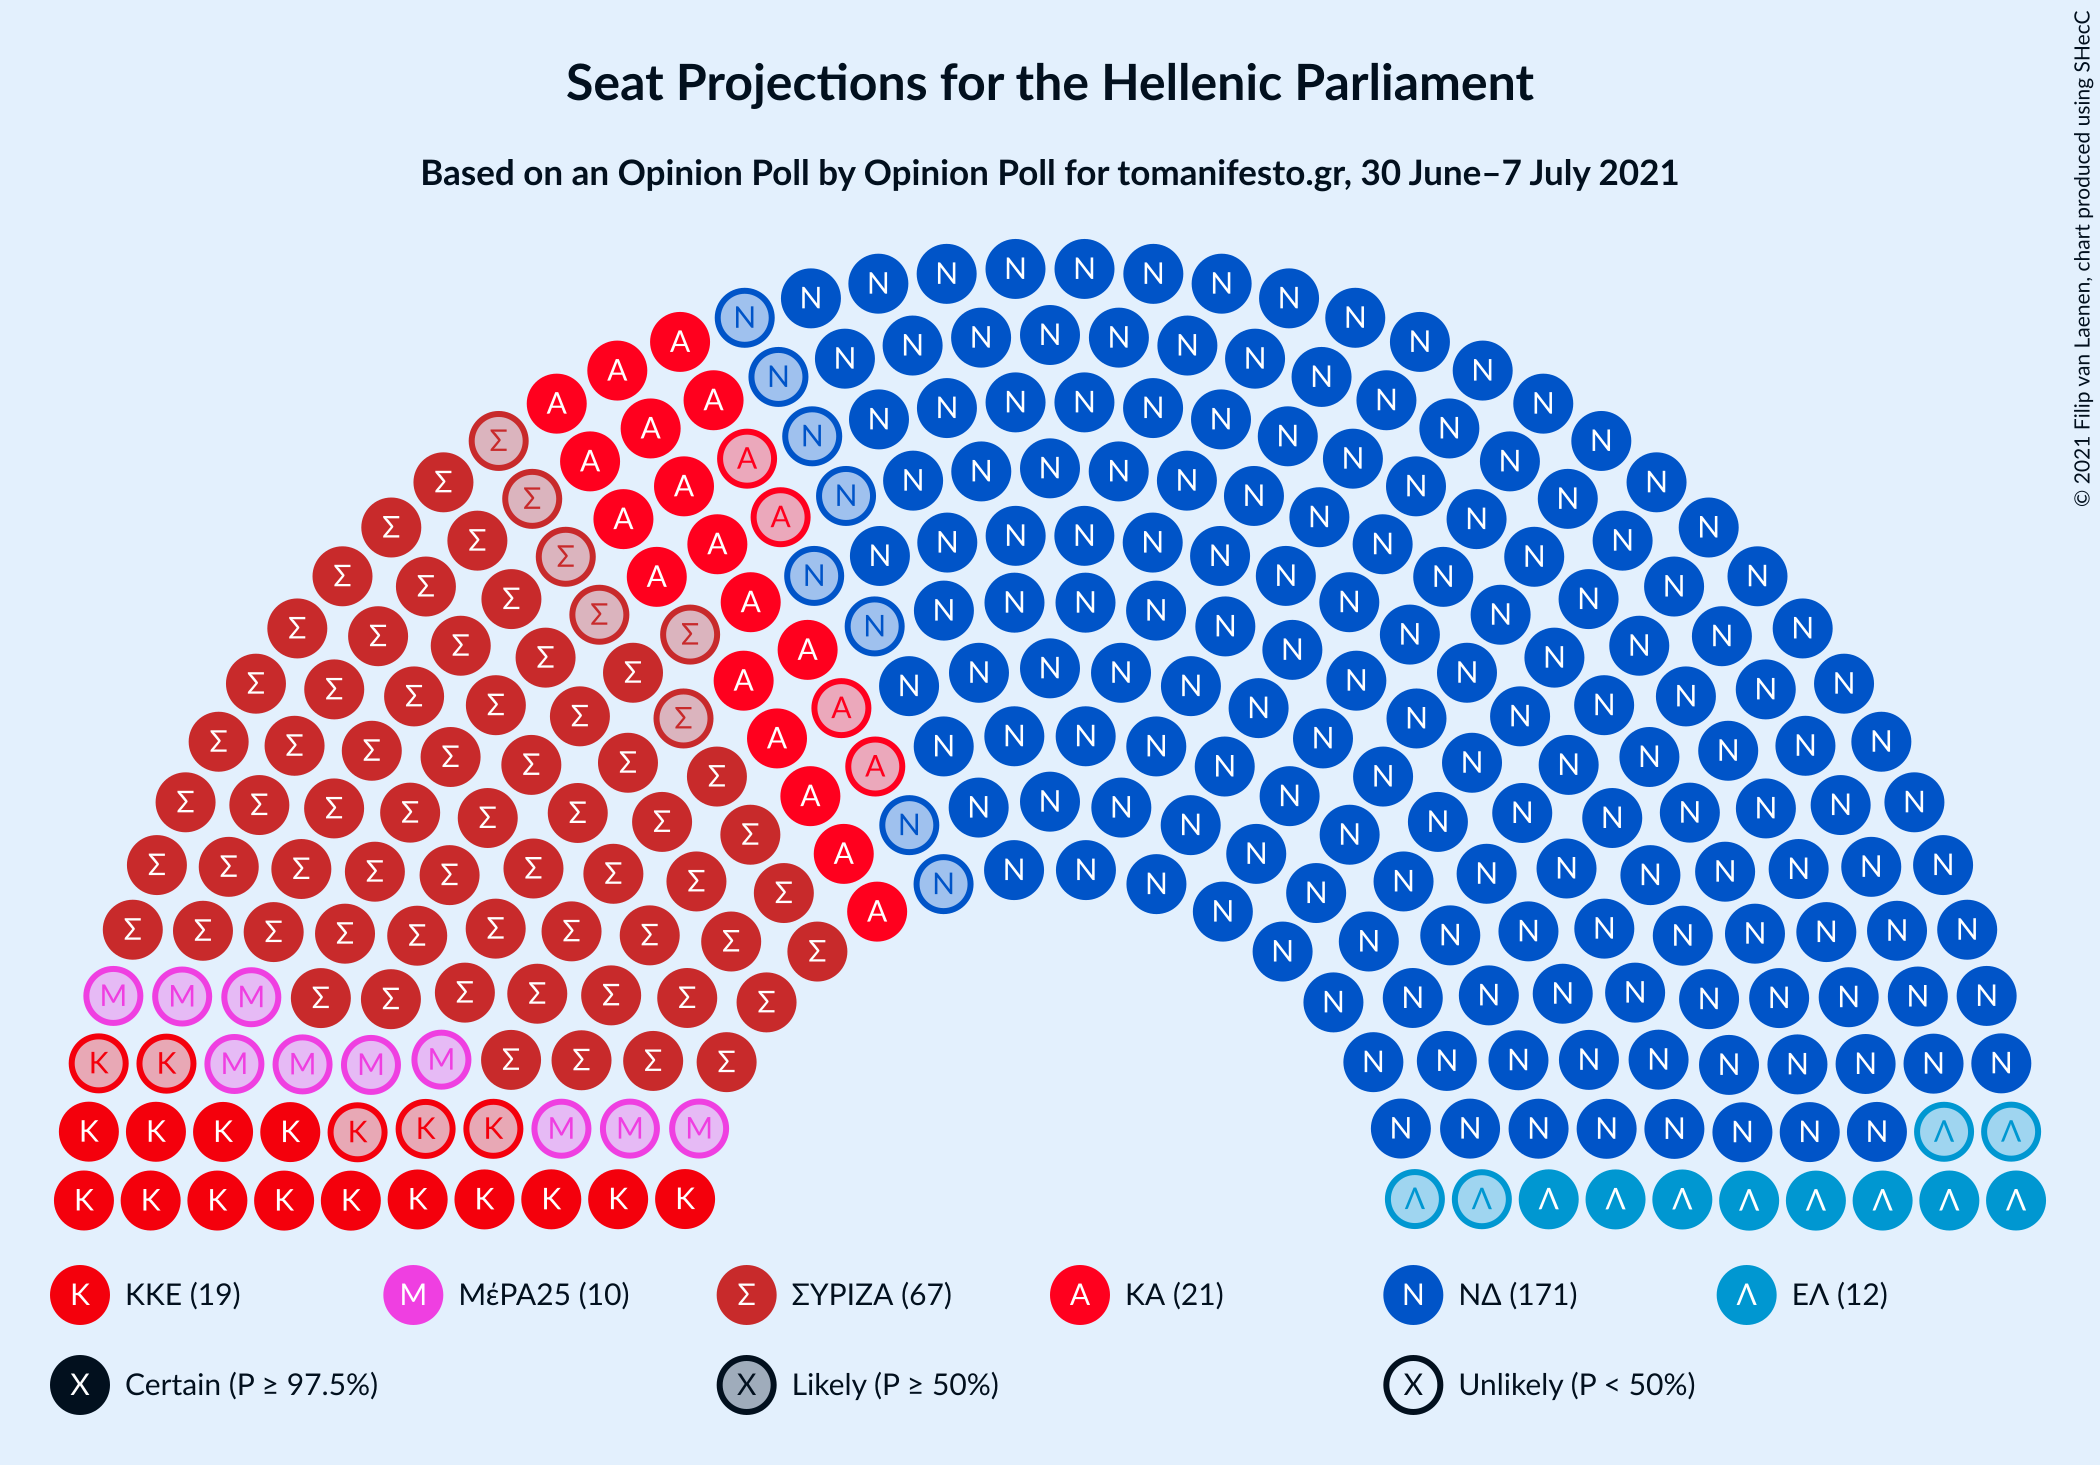 Seat Projections for the Hellenic Parliament
Based on an Opinion Poll by Opinion Poll for tomanifesto.gr, 30 June–7 July 2021
© 2021 Filip van Laenen, chart produced using SHecC
K ΚΚΕ (19)
M ΜέΡΑ25 (10)
Σ ΣΥΡΙΖΑ (67)
A ΚΑ (21)
N ΝΔ (171)
Λ ΕΛ (12)
X Certain (P ≥ 97.5%)
X Likely (P ≥ 50%)
X Unlikely (P < 50%)